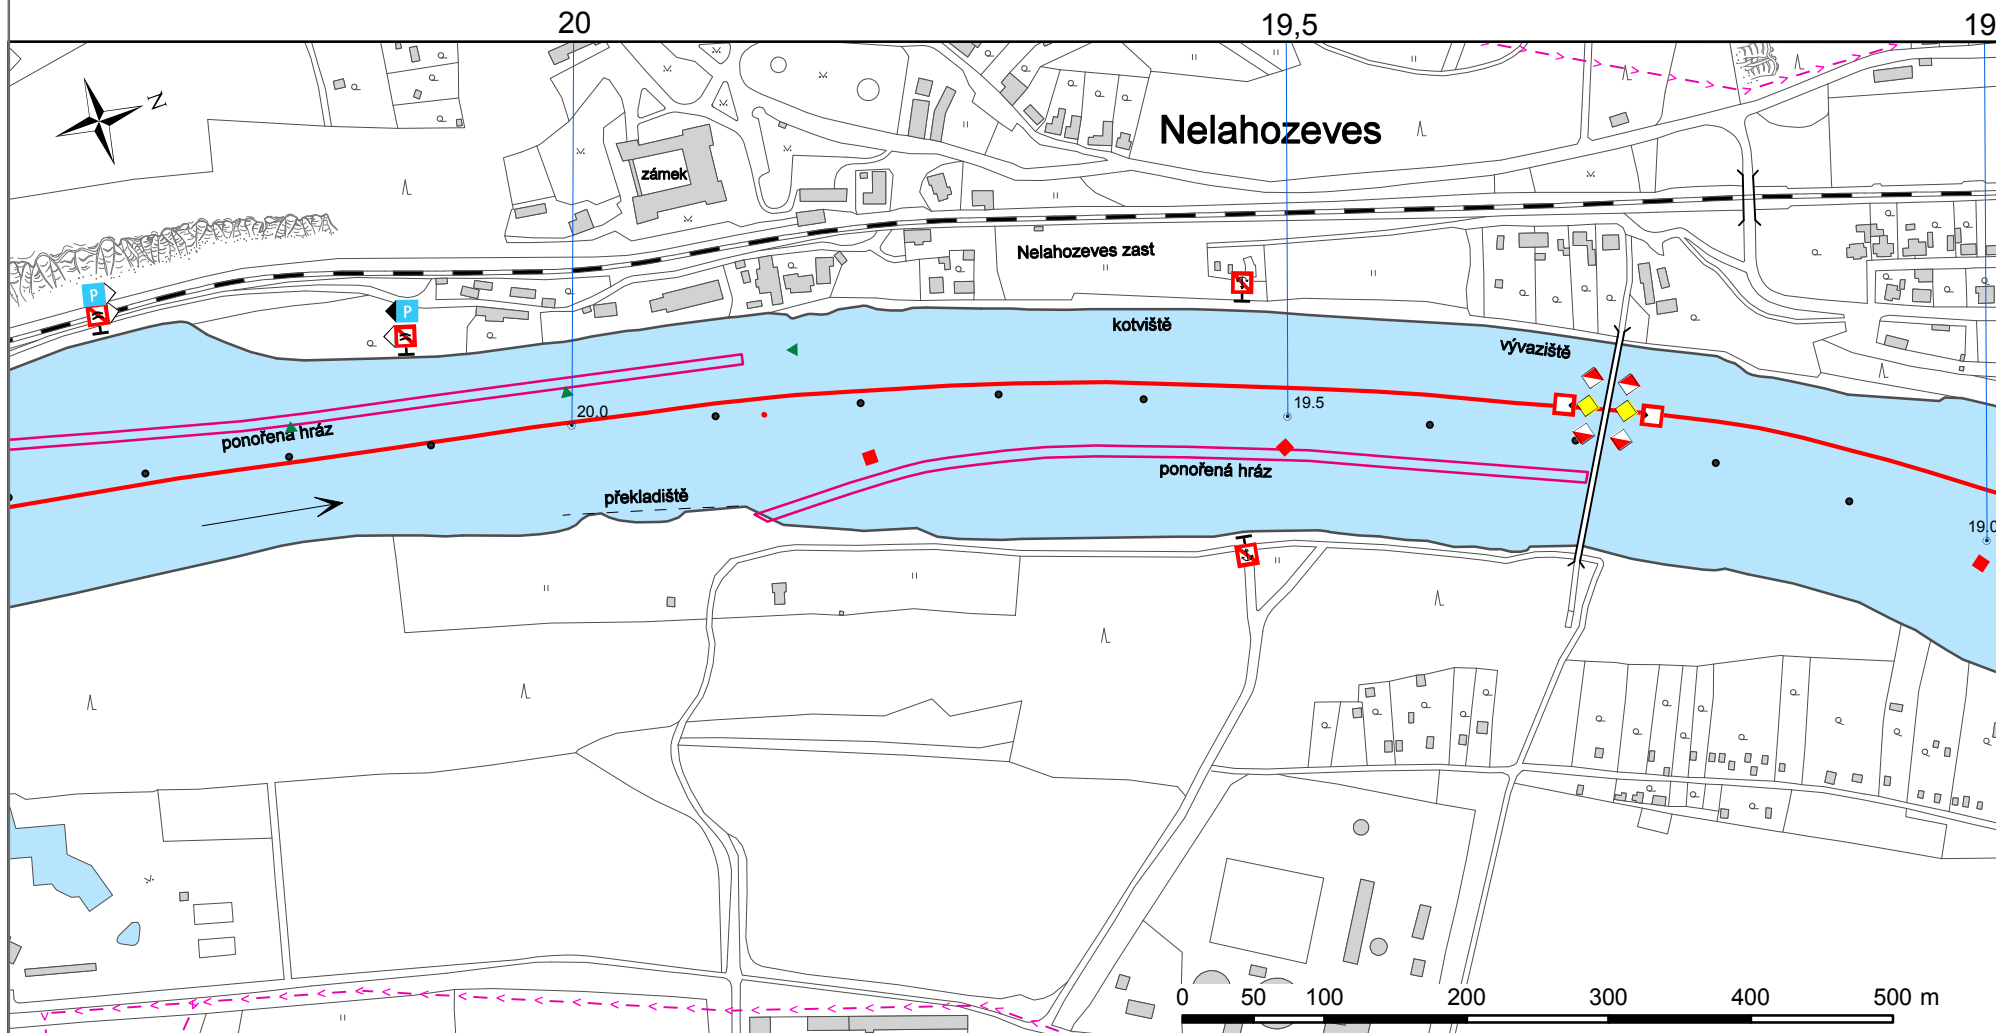 20
19,5
19
N
Nelahozeves
zámek
Nelahozeves zast
P
P
kotviště
vývaziště
20.0
19.5
ponořená hráz
ponořená hráz
překladiště
19.0
0 50 100 200 300 400 500 m